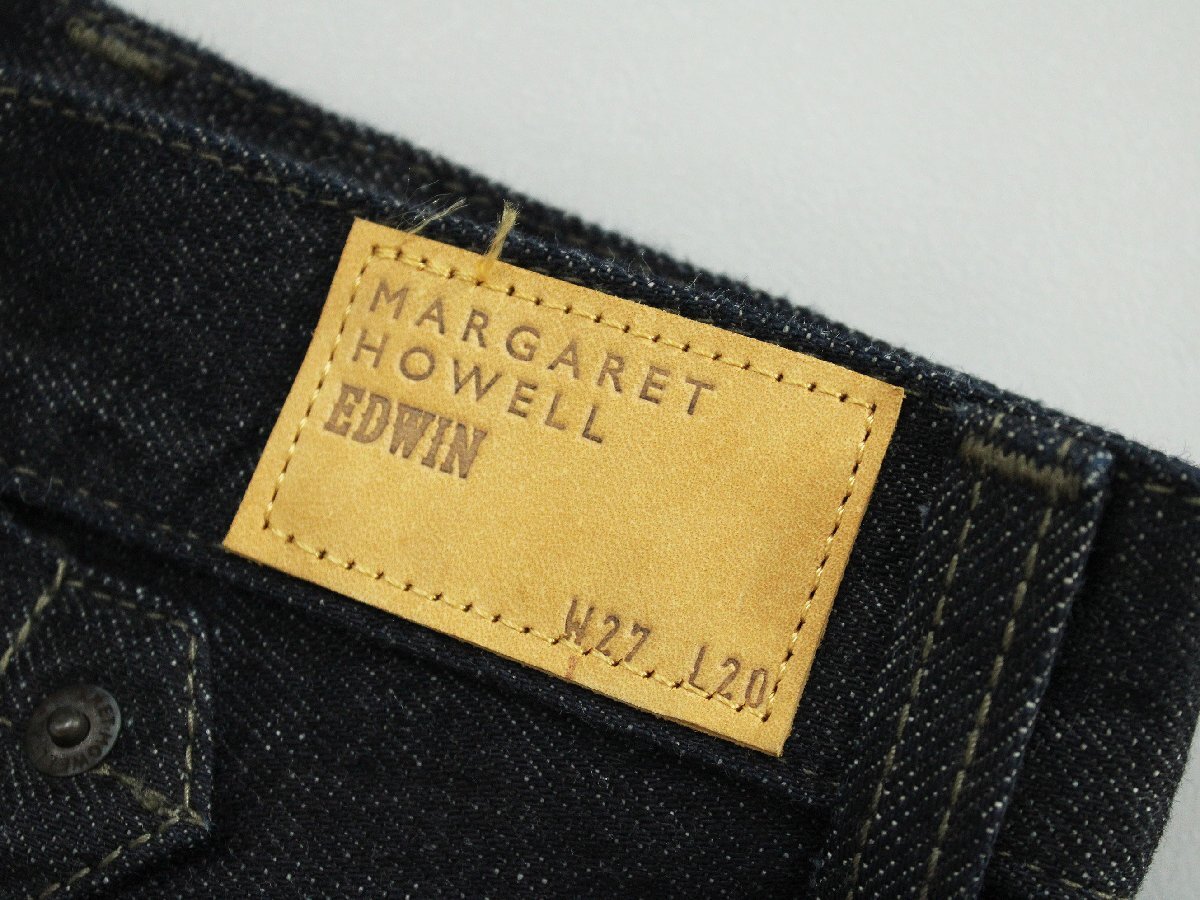 MARGARET
HOWELL
EDWIN
W27 L20